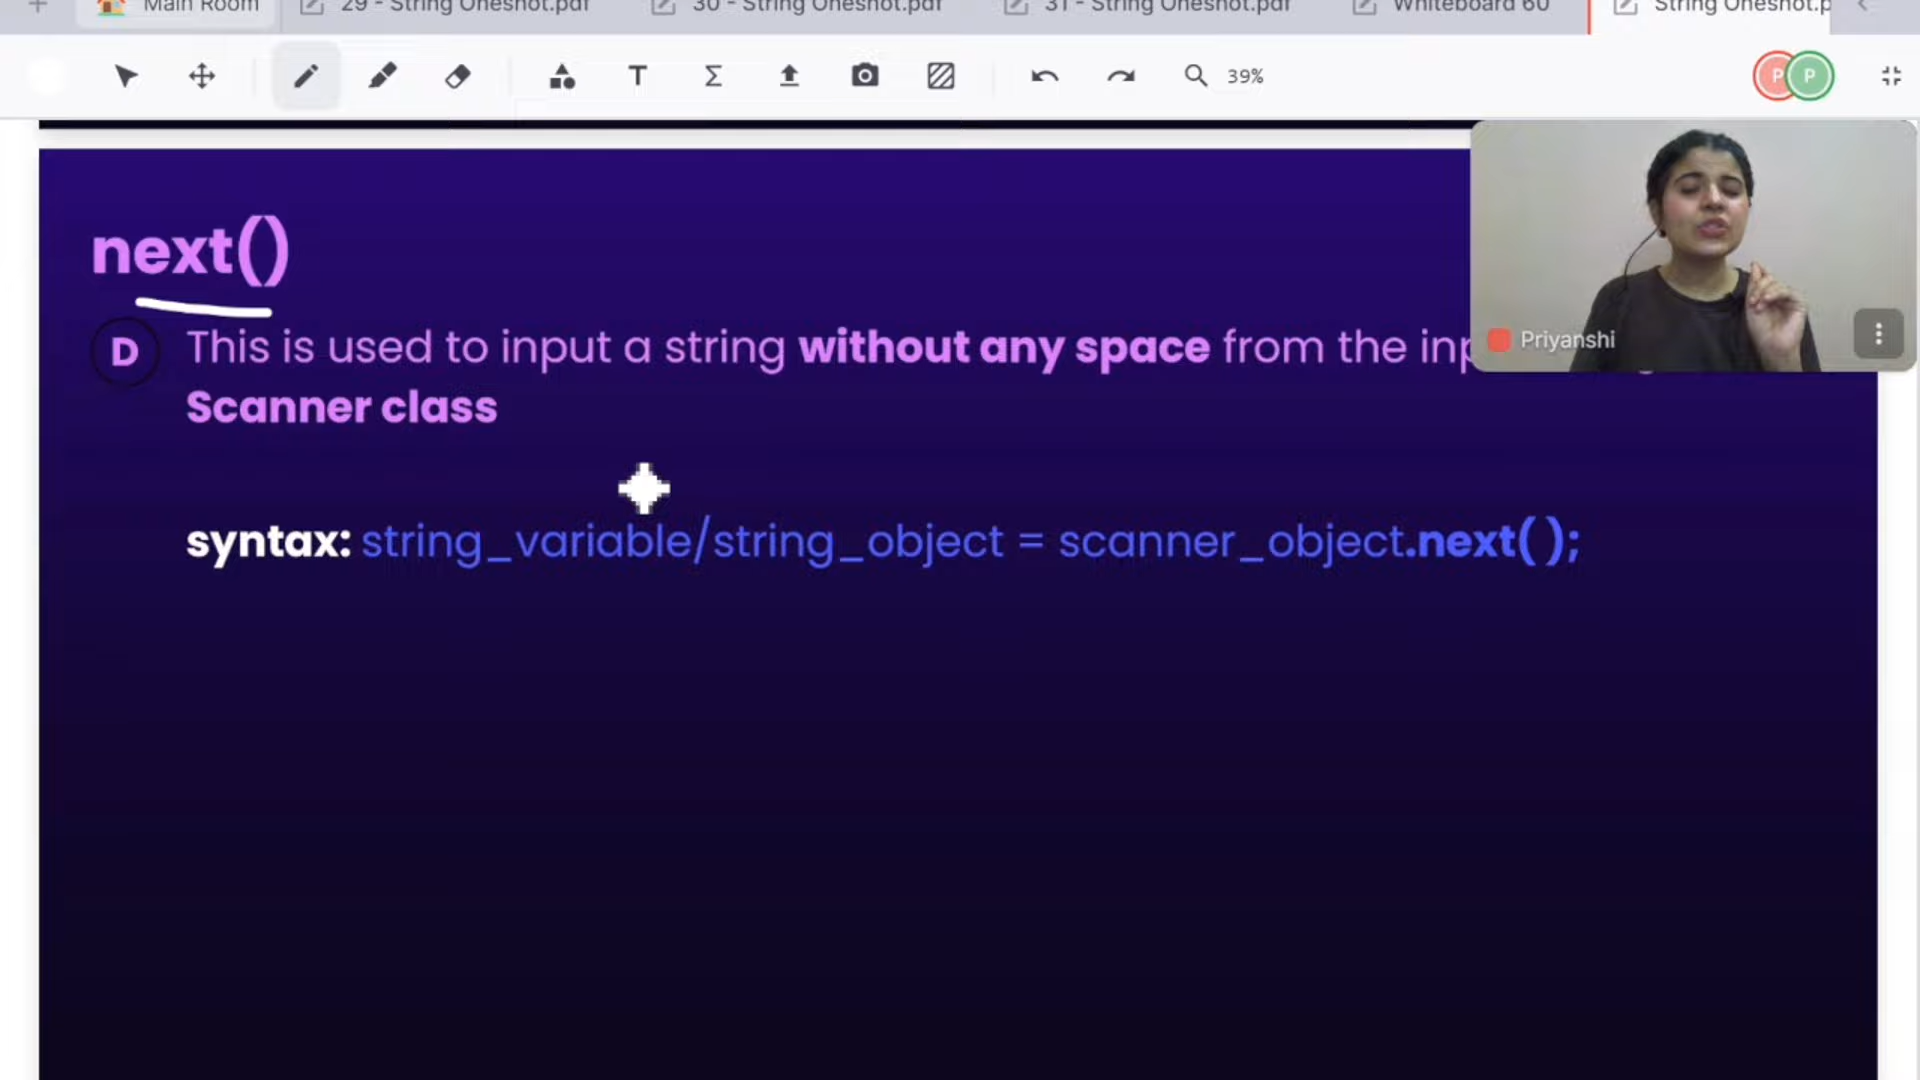 Main Room
29 - String Oneshot.pdf
30 - String Oneshot.pdf
31 - String Oneshot.pdf
Whiteboard 60
String Oneshot.p
39%
P
P
next()
Priyanshi
D
This is used to input a string without any space from the inp
Scanner class
syntax: string_variable/string_object = scanner_object.next( );